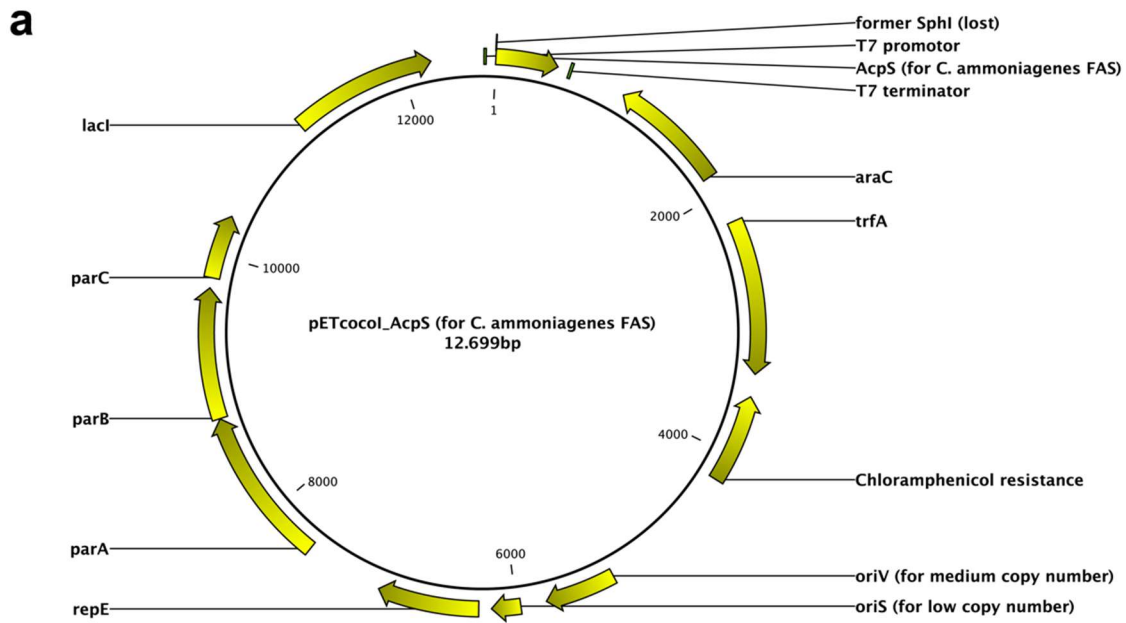 a
former SphI (lost)
T7 promotor
AcpS (for C. ammoniagenes FAS)
T7 terminator
lacI
12000
1
araC
2000
trfA
parC
10000
pETcocoI_AcpS (for C. ammoniagenes FAS)
12.699bp
parB
4000
Chloramphenicol resistance
8000
parA
6000
oriV (for medium copy number)
repE
oriS (for low copy number)